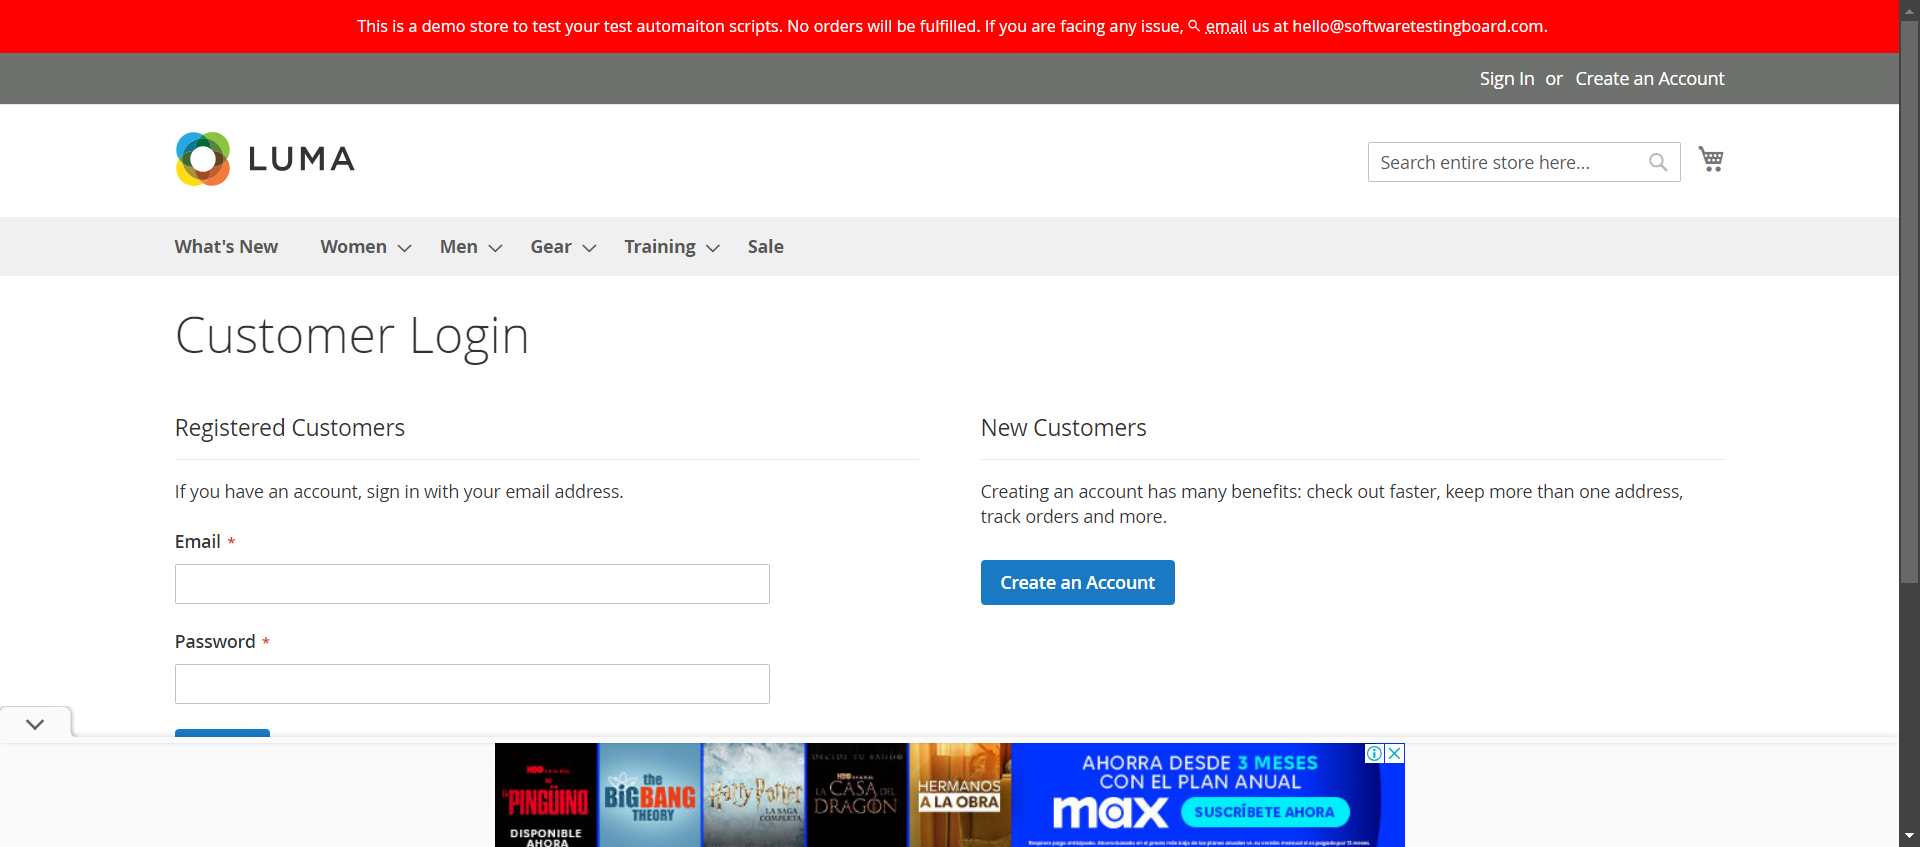 This is a demo store to test your test automaiton scripts. No orders will be fulfilled. If you are facing any issue, email us at hello@softwaretestingboard.com.
Sign In or Create an Account
LUMA
Search entire store here...
What's New Women Men Gear Training Sale
Customer Login
Registered Customers
If you have an account, sign in with your email address.
Email *
Password *
New Customers
Creating an account has many benefits: check out faster, keep more than one address,
track orders and more.
Create an Account
PINGÜINO
DISPONIBLE
AHORA
the
BIGBANG
THEORY
Harry Potter
LA SAGA
COMPLETA
HBO ORIGINAL
LA CASA DEL
DRAGÓN
HERMANOS
A LA OBRA
AHORA DESDE 3 MESES
CON EL PLAN ANUAL
max
SUSCRÍBETE AHORA